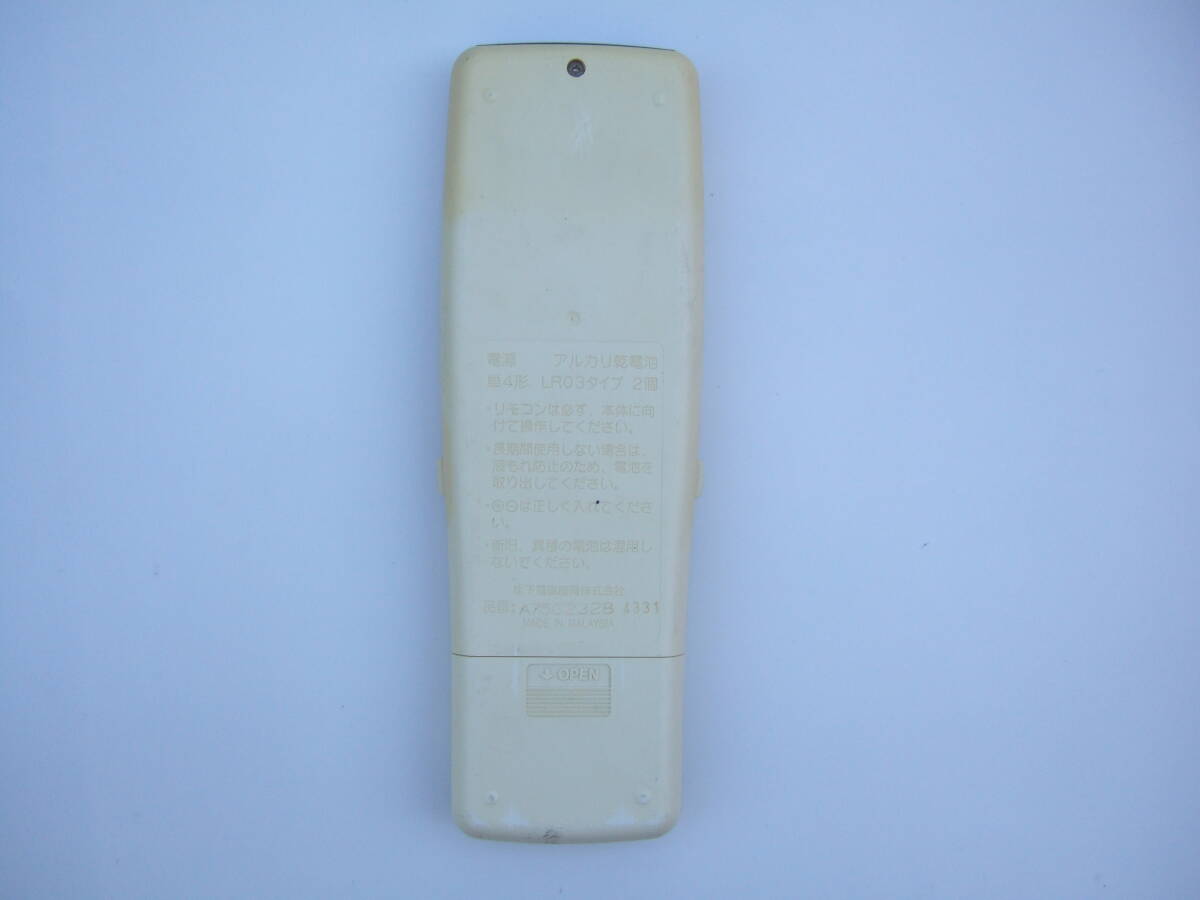 電源 アルカリ乾電池
単4形 LR03タイプ 2個
・リモコンは必ず、本体に向
けて操作してください。
・長期間使用しない場合は、
液もれ防止のため、電池を
取り出してください。
・⊕⊖は正しく入れてくださ
い。
・新旧、異種の電池は混用し
ないでください。
松下電器産業株式会社
品番:A75C2328 4331
MADE IN MALAYSIA
OPEN